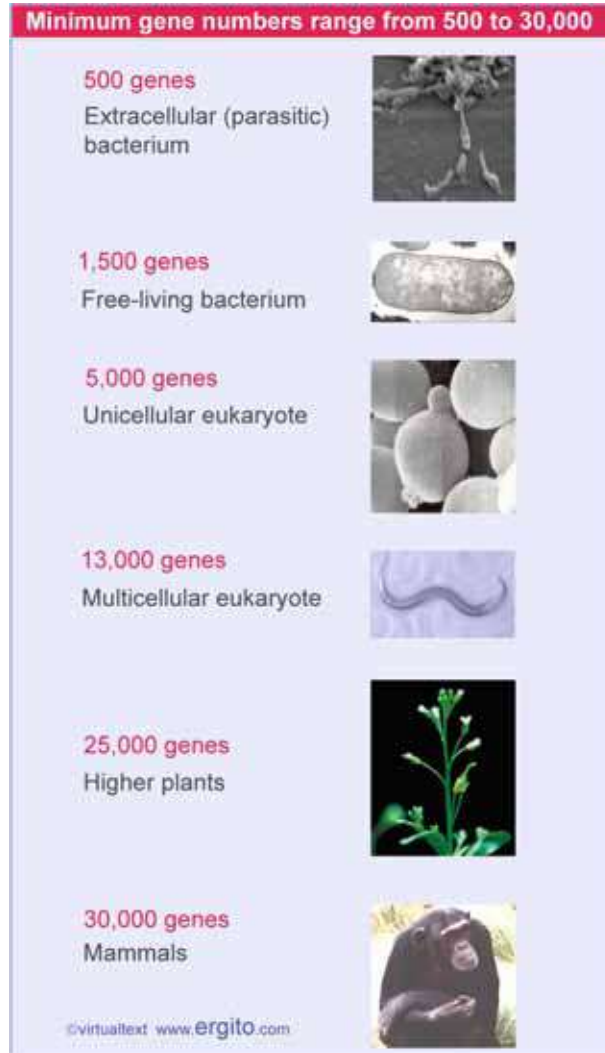 Minimum gene numbers range from 500 to 30,000
500 genes
Extracellular (parasitic)
bacterium
1,500 genes
Free-living bacterium
5,000 genes
Unicellular eukaryote
13,000 genes
Multicellular eukaryote
25,000 genes
Higher plants
30,000 genes
Mammals
©virtualtext www.ergito.com